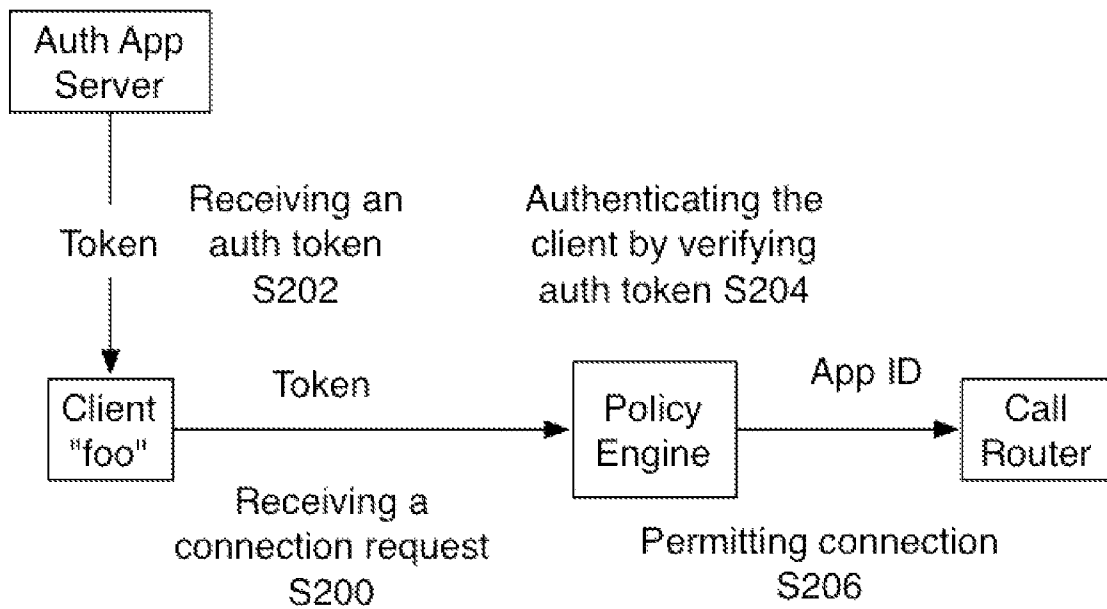 Auth App
Server
Token
Receiving an
auth token
S202
Authenticating the
client by verifying
auth token S204
Client
"foo"
Token
Policy
Engine
App ID
Call
Router
Receiving a
connection request
S200
Permitting connection
S206